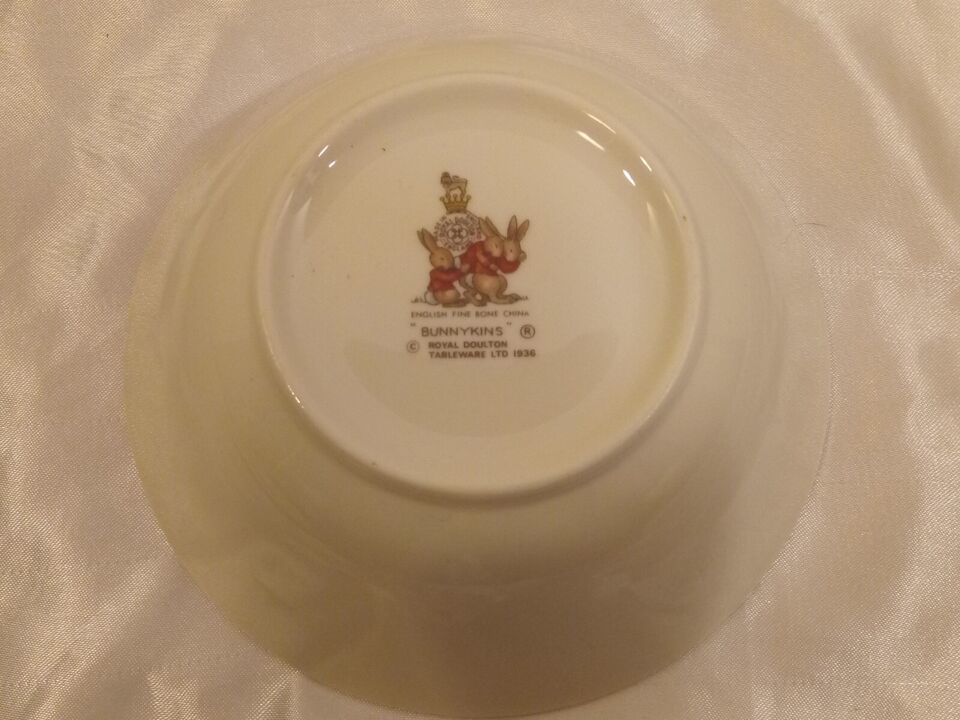 ENGLISH FINE BONE CHINA
"BUNNYKINS" ®
© ROYAL DOULTON
TABLEWARE LTD 1936